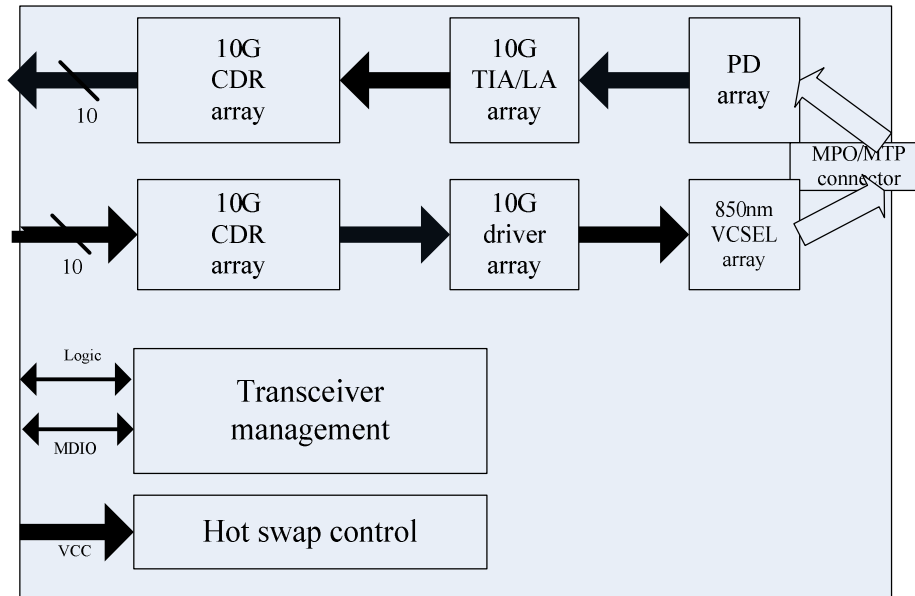 10G
CDR
array
10G
TIA/LA
array
PD
array
10
MPO/MTP
connector
10G
CDR
array
10G
driver
array
850nm
VCSEL
array
10
Logic
MDIO
Transceiver
management
VCC
Hot swap control